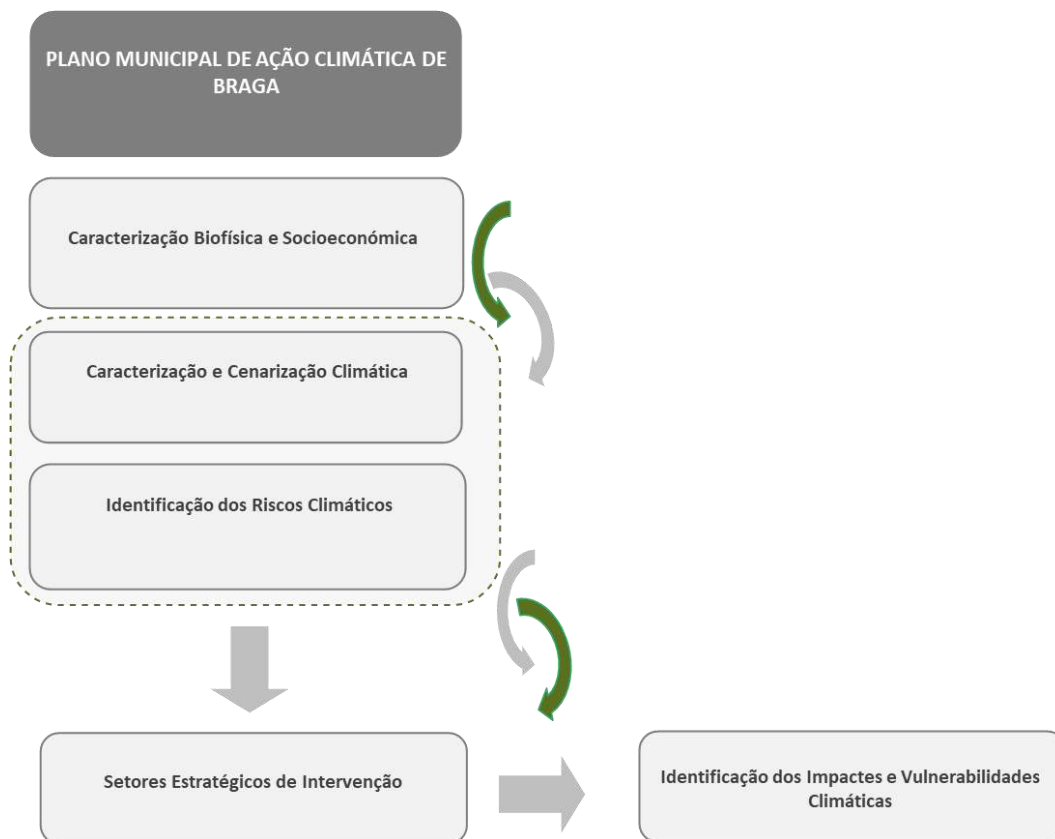 PLANO MUNICIPAL DE AÇÃO CLIMÁTICA DE
BRAGA
Caracterização Biofísica e Socioeconómica
Caracterização e Cenarização Climática
Identificação dos Riscos Climáticos
Setores Estratégicos de Intervenção
Identificação dos Impactes e Vulnerabilidades
Climáticas